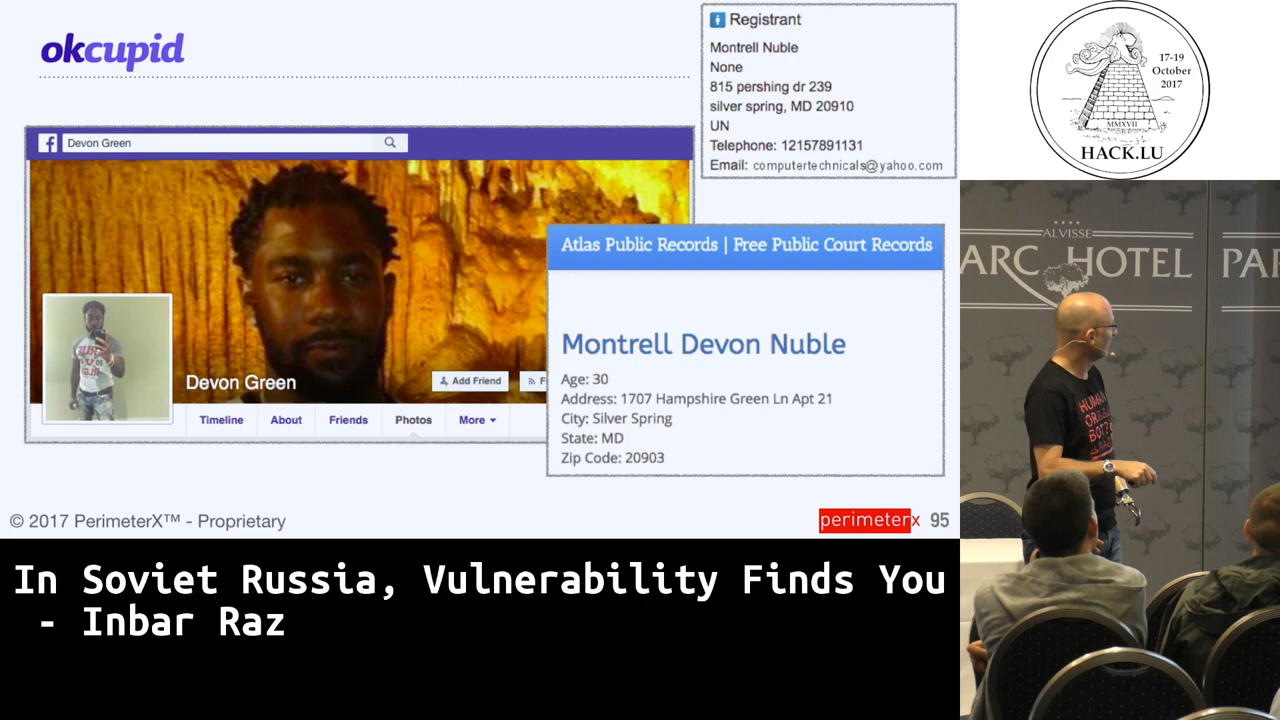 okcupid
Registrant
Montrell Nuble
None
815 pershing dr 239
silver spring, MD 20910
UN
Telephone: 12157891131
Email: computertechnicals@yahoo.com
Devon Green
Devon Green
Add Friend
F
Timeline
About
Friends
Photos
More
Atlas Public Records | Free Public Court Records
Montrell Devon Nuble
Age: 30
Address: 1707 Hampshire Green Ln Apt 21
City: Silver Spring
State: MD
Zip Code: 20903
© 2017 PerimeterX™ - Proprietary
perimeterx 95
In Soviet Russia, Vulnerability Finds You
- Inbar Raz
17-19
October
2017
MMXVII
HACK.LU
ALVISSE
ARC HOTEL
PAR
HUMAN
OR
BOT?